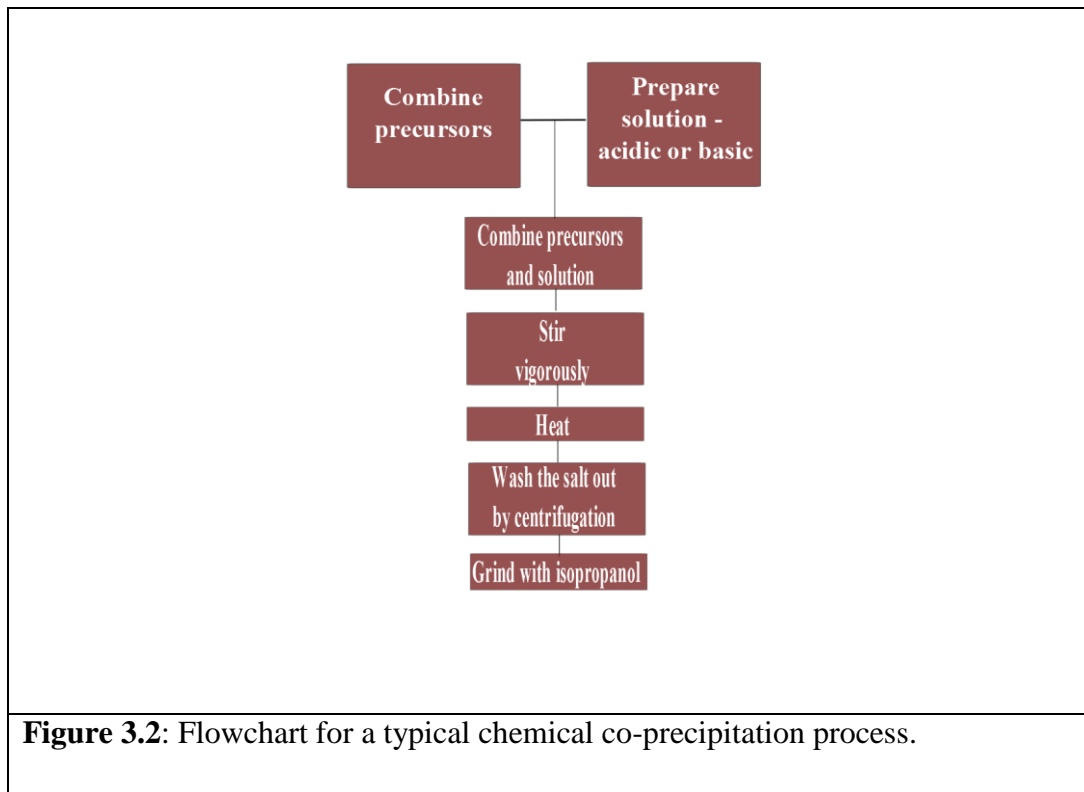 Combine
precursors
Prepare
solution -
acidic or basic
Combine precursors
and solution
Stir
vigorously
Heat
Wash the salt out
by centrifugation
Grind with isopropanol
Figure 3.2: Flowchart for a typical chemical co-precipitation process.